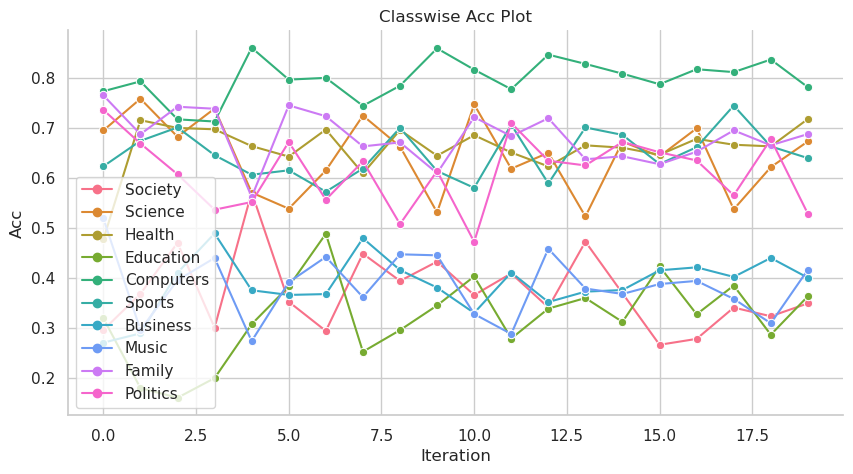 Classwise Acc Plot
Acc
0.8
0.7
0.6
0.5
0.4
0.3
0.2
Society
Science
Health
Education
Computers
Sports
Business
Music
Family
Politics
0.0 2.5 5.0 7.5 10.0 12.5 15.0 17.5
Iteration